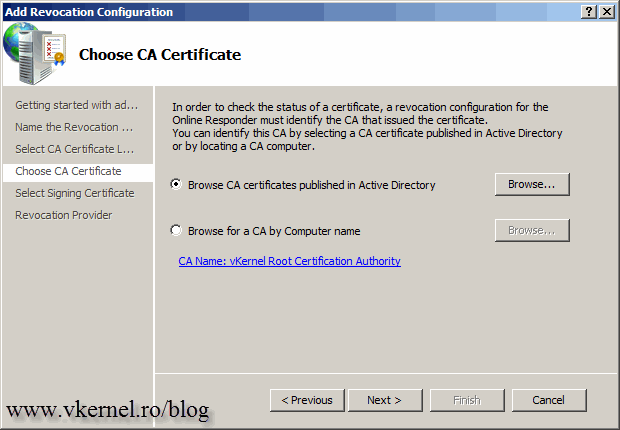 Add Revocation Configuration
Choose CA Certificate
Getting started with ad...
Name the Revocation ...
Select CA Certificate L...
Choose CA Certificate
Select Signing Certificate
Revocation Provider
In order to check the status of a certificate, a revocation configuration for the
Online Responder must identify the CA that issued the certificate.
You can identify this CA by selecting a CA certificate published in Active Directory
or by locating a CA computer.
Browse CA certificates published in Active Directory
Browse...
Browse for a CA by Computer name
Browse...
CA Name: vKernel Root Certification Authority
< Previous
Next >
Finish
Cancel
www.vkernel.ro/blog